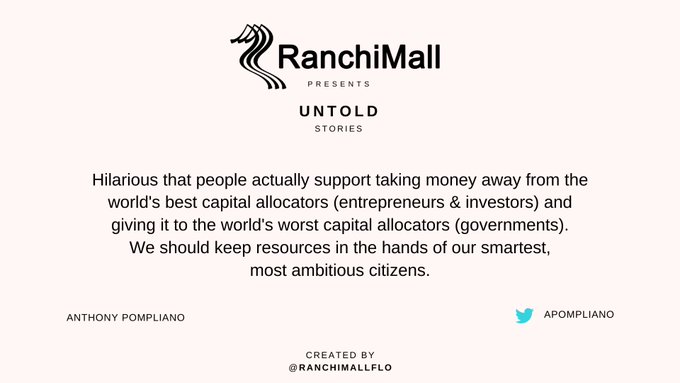 RanchiMall
PRESENTS
UNTOLD
STORIES
Hilarious that people actually support taking money away from the
world's best capital allocators (entrepreneurs & investors) and
giving it to the world's worst capital allocators (governments).
We should keep resources in the hands of our smartest,
most ambitious citizens.
ANTHONY POMPLIANO
APOMPLIANO
CREATED BY
@RANCHIMALLFLO